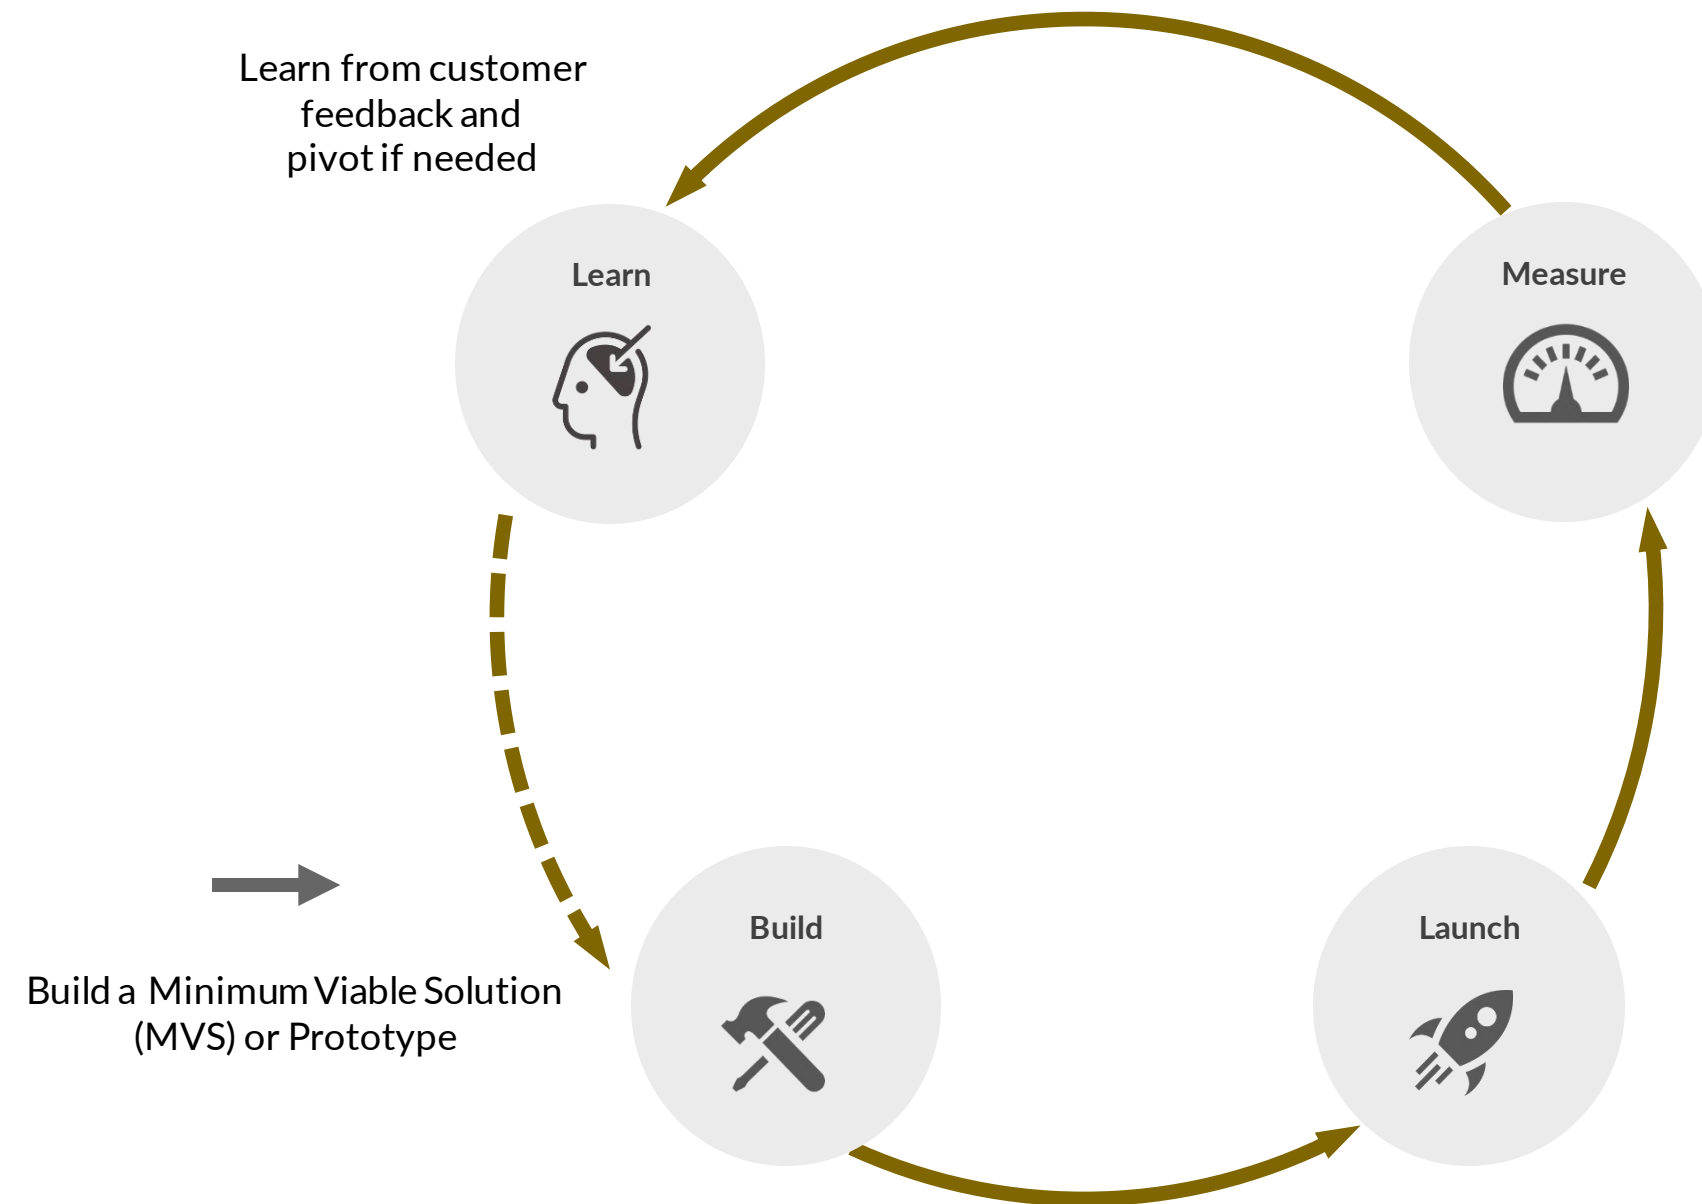 Learn from customer
feedback and
pivot if needed
Learn
Measure
Build
Launch
Build a Minimum Viable Solution
(MVS) or Prototype